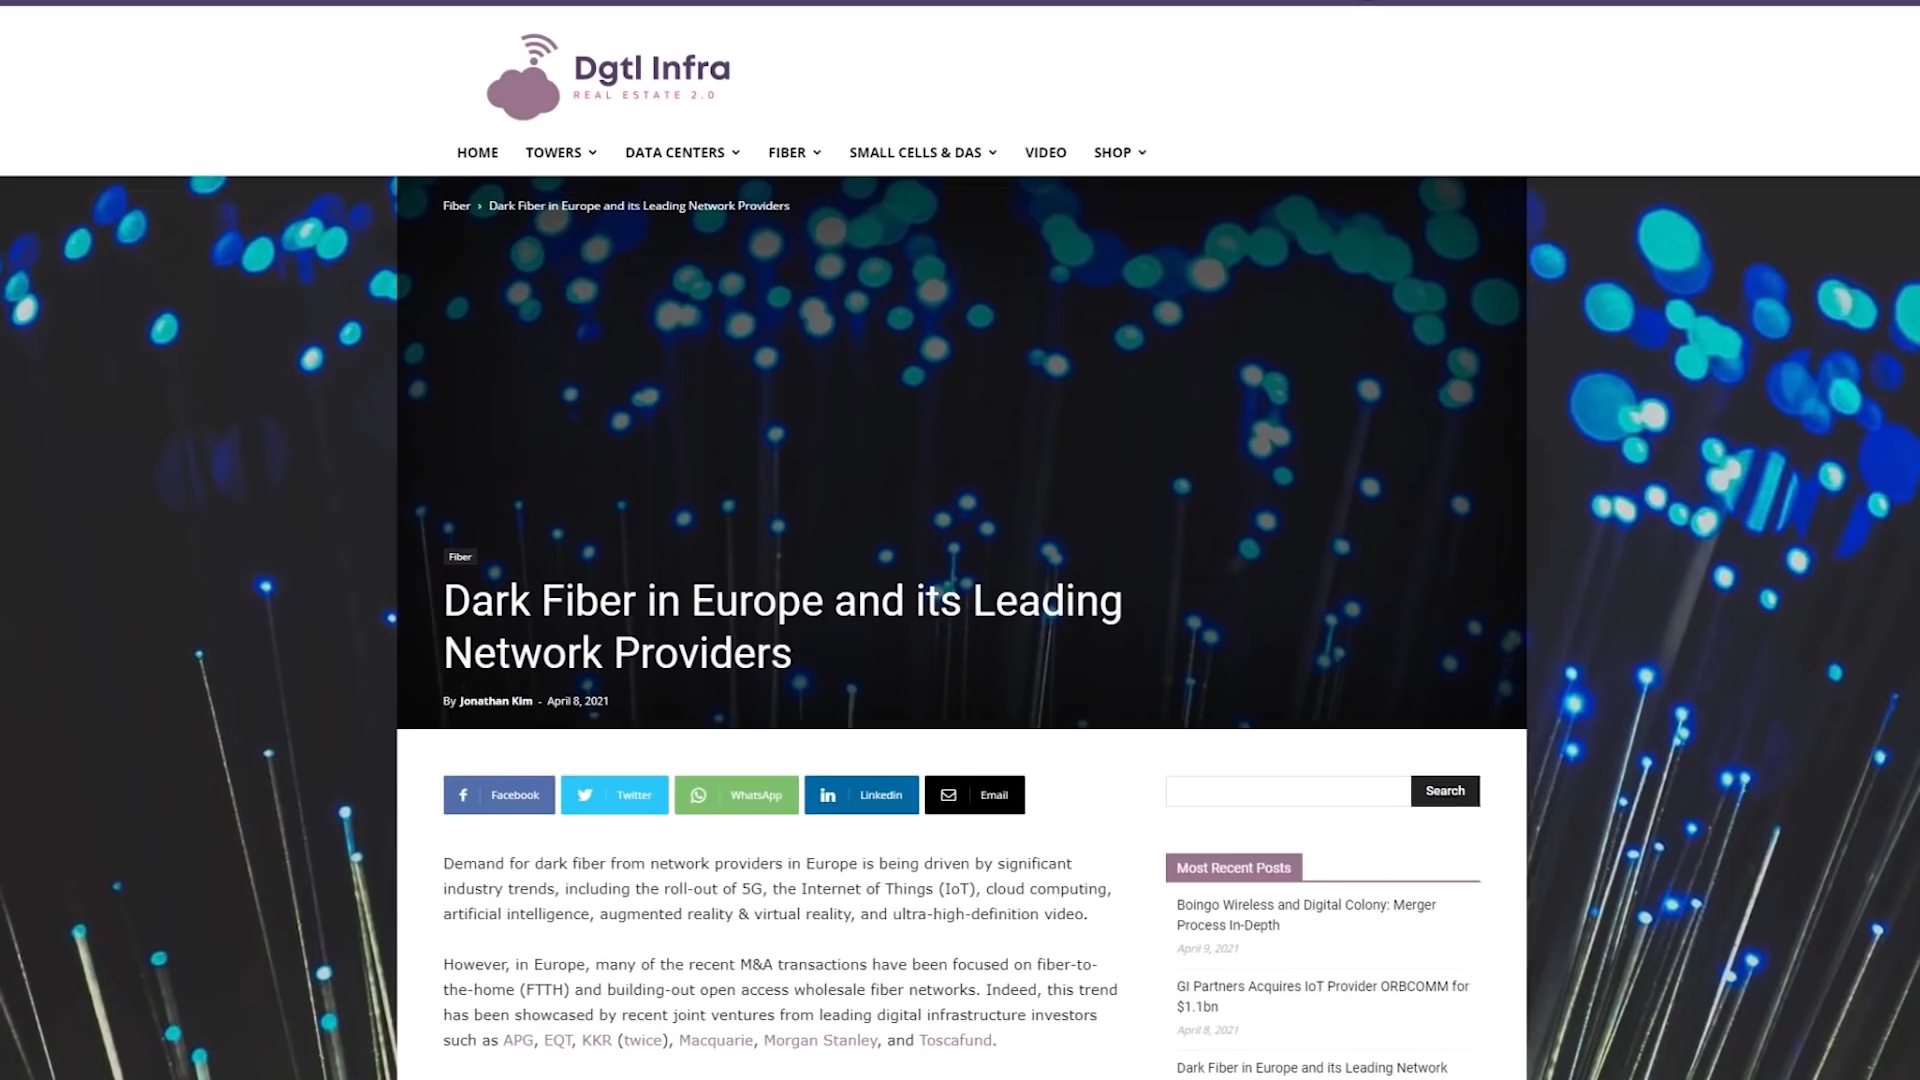 Dgtl Infra
REAL ESTATE 2.0
HOME TOWERS DATA CENTERS FIBER SMALL CELLS & DAS VIDEO SHOP
Fiber › Dark Fiber in Europe and its Leading Network Providers
Fiber
Dark Fiber in Europe and its Leading
Network Providers
By Jonathan Kim - April 8, 2021
Facebook Twitter WhatsApp Linkedin Email
Demand for dark fiber from network providers in Europe is being driven by significant
industry trends, including the roll-out of 5G, the Internet of Things (IoT), cloud computing,
artificial intelligence, augmented reality & virtual reality, and ultra-high-definition video.
However, in Europe, many of the recent M&A transactions have been focused on fiber-to-
the-home (FTTH) and building-out open access wholesale fiber networks. Indeed, this trend
has been showcased by recent joint ventures from leading digital infrastructure investors
such as APG, EQT, KKR (twice), Macquarie, Morgan Stanley, and Toscafund.
Search
Most Recent Posts
Boingo Wireless and Digital Colony: Merger
Process In-Depth
April 9, 2021
GI Partners Acquires IoT Provider ORBCOMM for
$1.1bn
April 8, 2021
Dark Fiber in Europe and its Leading Network